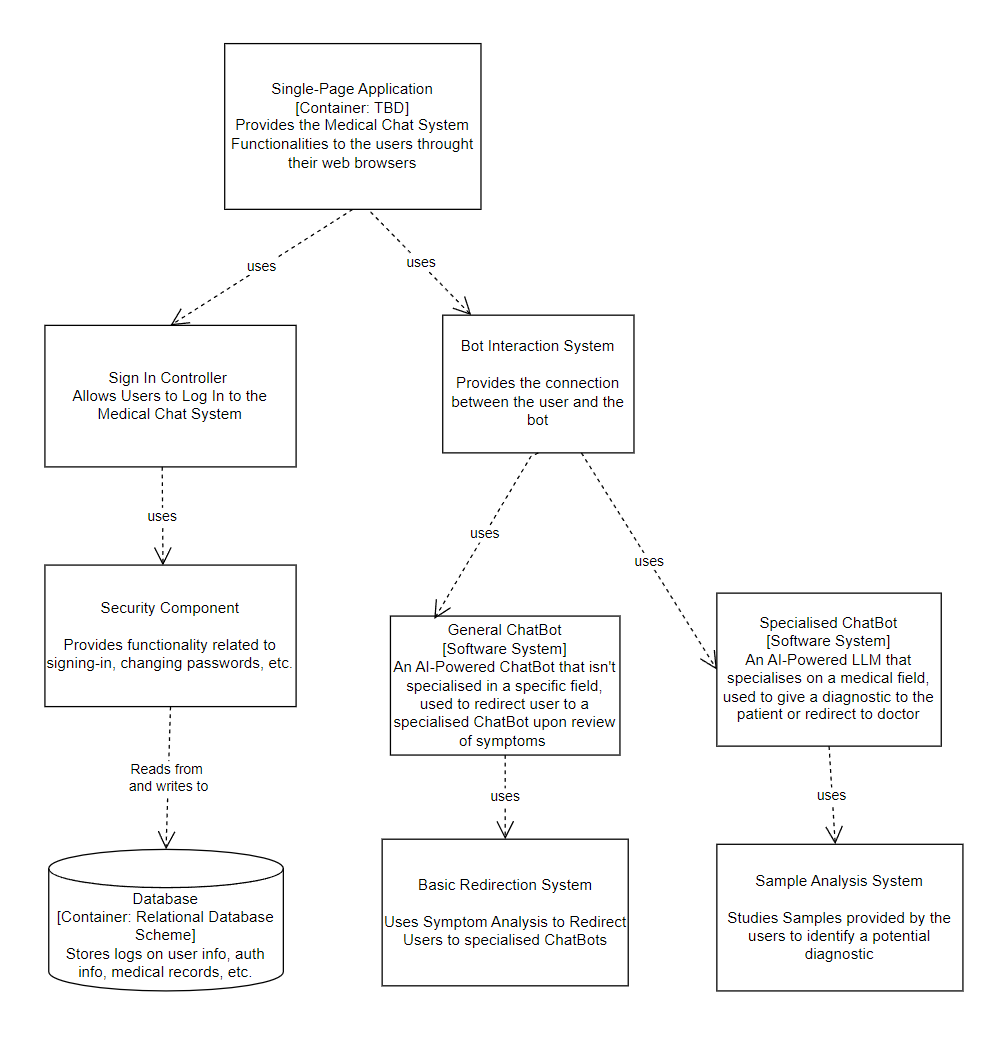 Single-Page Application
[Container: TBD]
Provides the Medical Chat System
Functionalities to the users throught
their web browsers
uses
uses
Sign In Controller
Allows Users to Log In to the
Medical Chat System
Bot Interaction System
Provides the connection
between the user and the
bot
uses
uses
uses
Security Component
Provides functionality related to
signing-in, changing passwords, etc.
General ChatBot
[Software System]
An AI-Powered ChatBot that isn't
specialised in a specific field,
used to redirect user to a
specialised ChatBot upon review
of symptoms
Specialised ChatBot
[Software System]
An AI-Powered LLM that
specialises on a medical field,
used to give a diagnostic to the
patient or redirect to doctor
Reads from
and writes to
uses
uses
Database
[Container: Relational Database
Scheme]
Stores logs on user info, auth
info, medical records, etc.
Basic Redirection System
Uses Symptom Analysis to Redirect
Users to specialised ChatBots
Sample Analysis System
Studies Samples provided by the
users to identify a potential
diagnostic